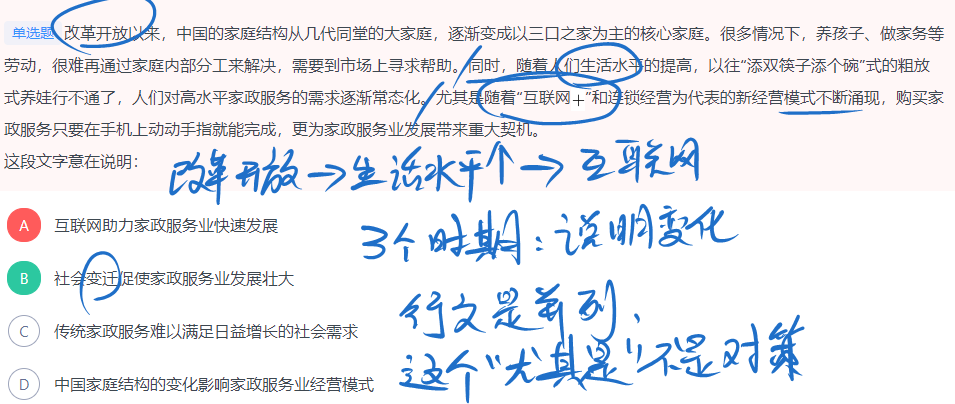 单选题 改革开放以来，中国的家庭结构从几代同堂的大家庭，逐渐变成以三口之家为主的核心家庭。很多情况下，养孩子、做家务等
劳动，很难再通过家庭内部分工来解决，需要到市场上寻求帮助。同时，随着人们生活水平的提高，以往“添双筷子添个碗”式的粗放
式养娃行不通了，人们对高水平家政服务的需求逐渐常态化。尤其是随着“互联网+”和连锁经营为代表的新经营模式不断涌现，购买家
政服务只要在手机上动动手指就能完成，更为家政服务业发展带来重大契机。
这段文字意在说明：
改革开放→生活水平个↑→互联网
A 互联网助力家政服务业快速发展
3个时期：说明变化
B 社会变迁促使家政服务业发展壮大
行文是并列，
C 传统家政服务难以满足日益增长的社会需求
这个“尤其是”不是对策
D 中国家庭结构的变化影响家政服务业经营模式